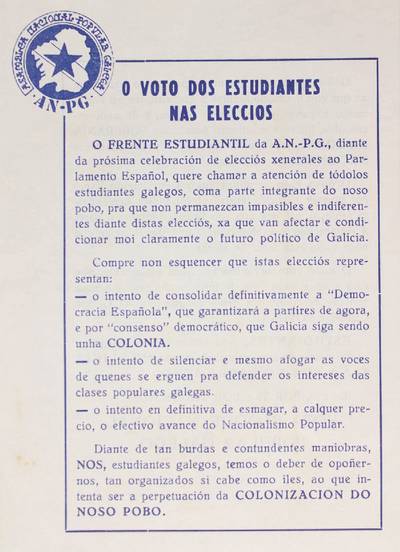 ASAMBLEA NACIONAL-POPULAR GALEGA
·AN-PG·
O VOTO DOS ESTUDIANTES
NAS ELECCIOS
O FRENTE ESTUDIANTIL da A.N.-P.G., diante
da prósima celebración de elecciós xenerales ao Par-
lamento Español, quere chamar a atención de tódolos
estudiantes galegos, coma parte integrante do noso
pobo, pra que non permanezcan impasibles e indiferen-
tes diante distas elecciós, xa que van afectar e condi-
cionar moi claramente o futuro político de Galicia.
Compre non esquencer que istas elecciós repre-
sentan:
— o intento de consolidar definitivamente a "Demo-
cracia Española", que garantizará a partires de agora,
e por "consenso" democrático, que Galicia siga sendo
unha COLONIA.
— o intento de silenciar e mesmo afogar as voces
de quenes se erguen pra defender os intereses das
clases populares galegas.
— o intento en definitiva de esmagar, a calquer pre-
cio, o efectivo avance do Nacionalismo Popular.
Diante de tan burdas e contundentes maniobras,
NOS, estudiantes galegos, temos o deber de opoñer-
nos, tan organizados si cabe como iles, ao que in-
tenta ser a perpetuación da COLONIZACION DO
NOSO POBO.